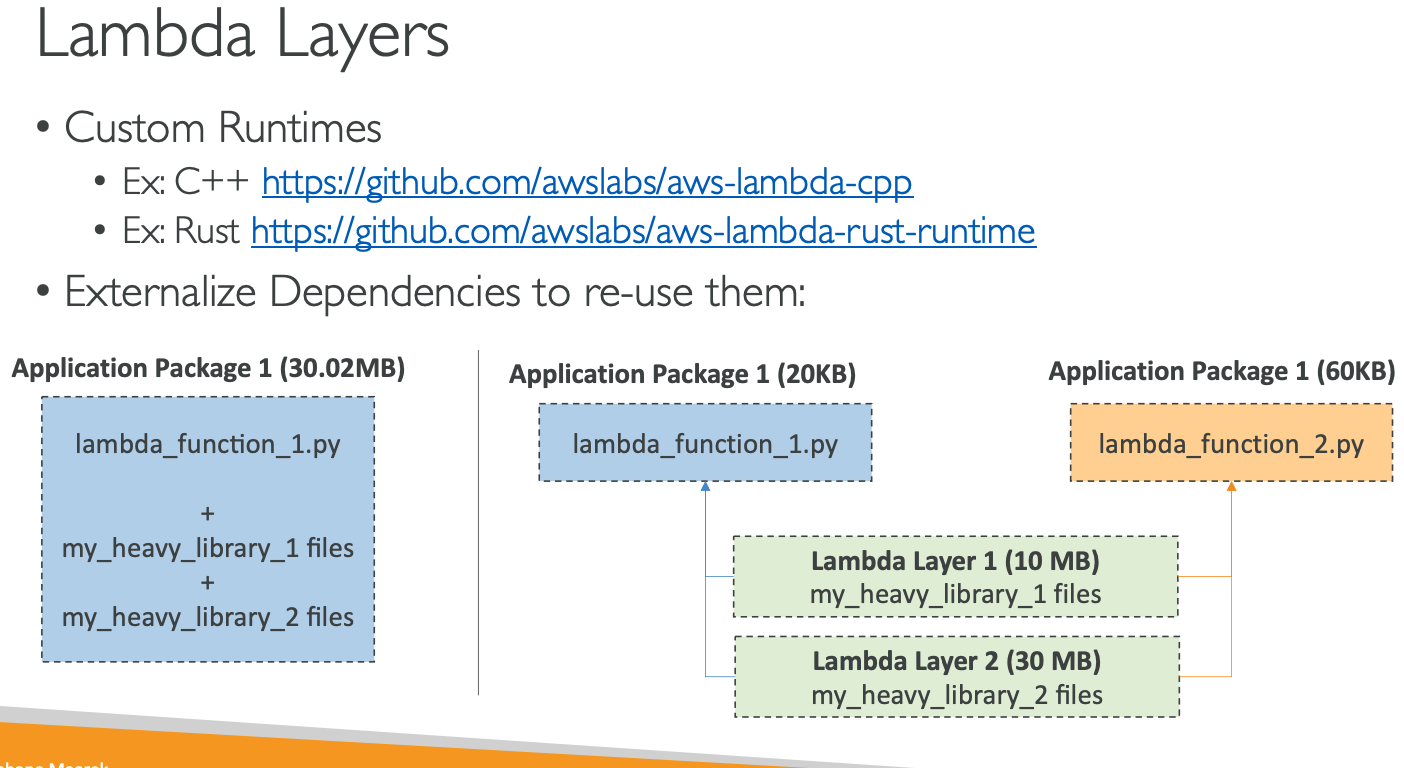 Lambda Layers
• Custom Runtimes
• Ex: C++ https://github.com/awslabs/aws-lambda-cpp
• Ex: Rust https://github.com/awslabs/aws-lambda-rust-runtime
• Externalize Dependencies to re-use them:
Application Package 1 (30.02MB)
lambda_function_1.py
+
my_heavy_library_1 files
+
my_heavy_library_2 files
Application Package 1 (20KB)
lambda_function_1.py
Application Package 1 (60KB)
lambda_function_2.py
Lambda Layer 1 (10 MB)
my_heavy_library_1 files
Lambda Layer 2 (30 MB)
my_heavy_library_2 files